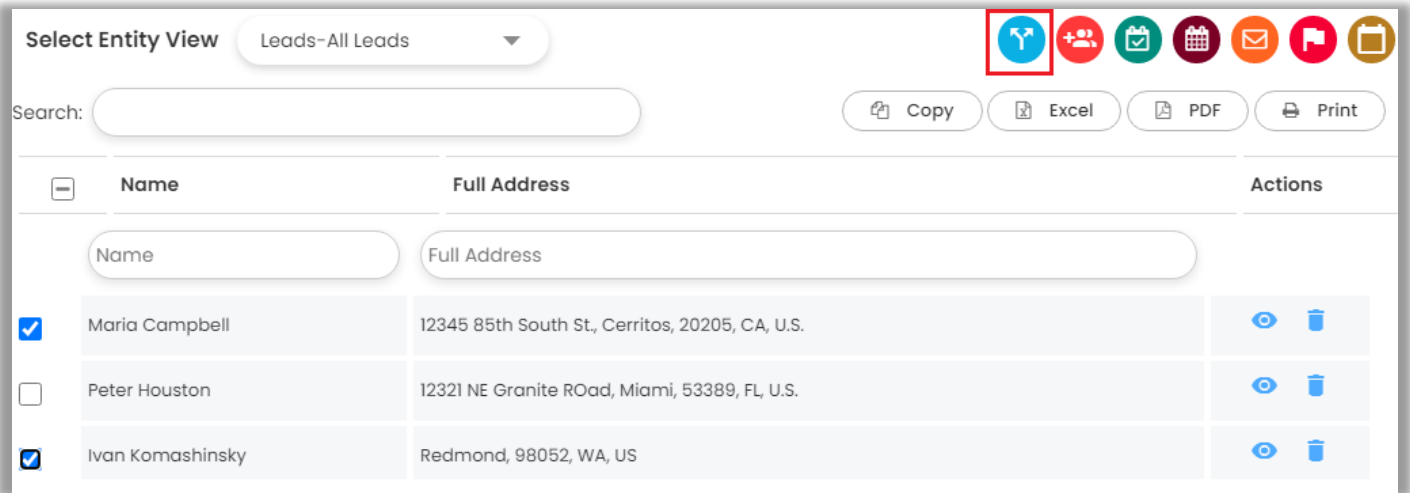 Select Entity View Leads-All Leads
Search: Copy Excel PDF Print
Name Full Address Actions
Name Full Address
Maria Campbell 12345 85th South St., Cerritos, 20205, CA, U.S.
Peter Houston 12321 NE Granite ROad, Miami, 53389, FL, U.S.
Ivan Komashinsky Redmond, 98052, WA, US